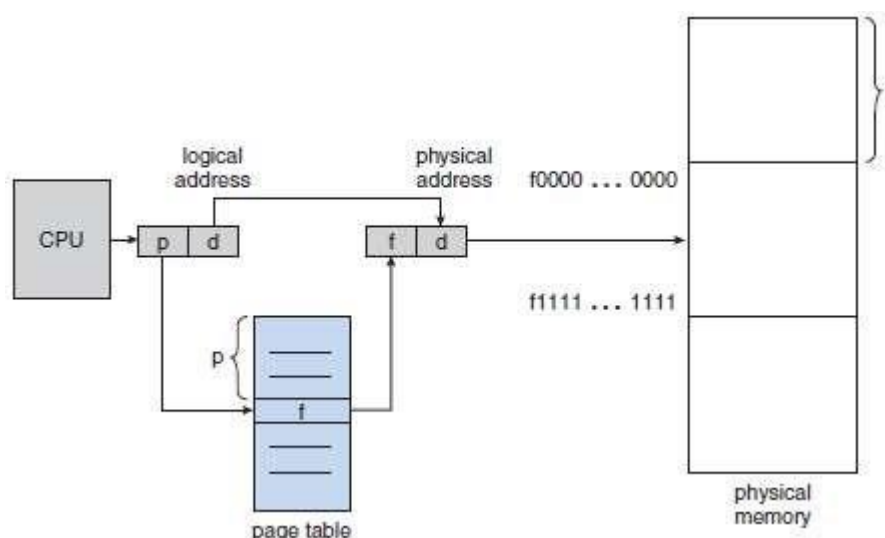 logical
address
physical
address
f0000 ... 0000
CPU
p
d
f
d
f1111 ... 1111
p
f
physical
memory
page table